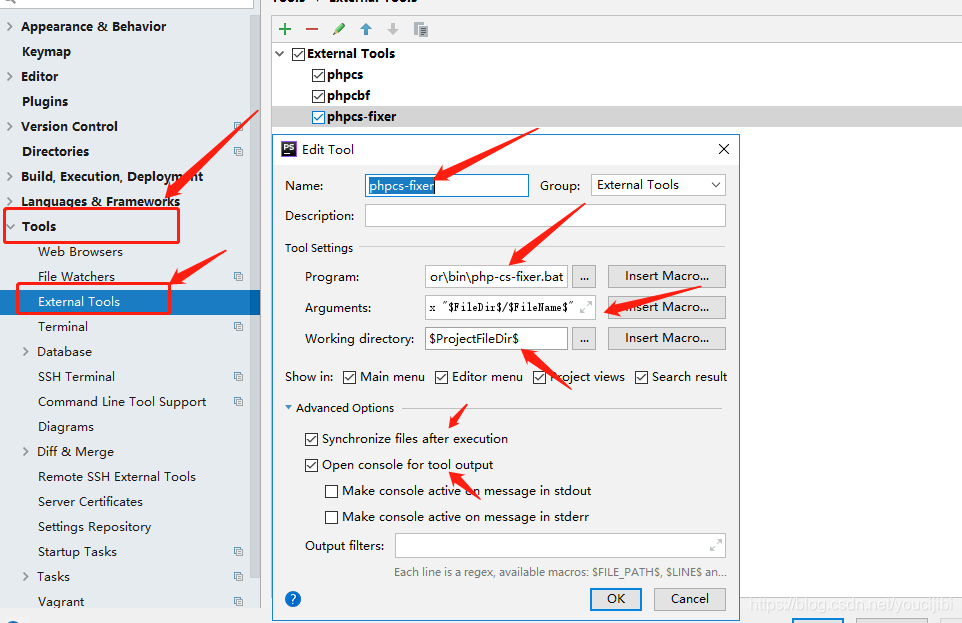 Tools › External Tools
Appearance & Behavior
Keymap
Editor
Plugins
Version Control
Directories
Build, Execution, Deployment
Languages & Frameworks
Tools
Web Browsers
File Watchers
External Tools
Terminal
Database
SSH Terminal
Command Line Tool Support
Diagrams
Diff & Merge
Remote SSH External Tools
Server Certificates
Settings Repository
Startup Tasks
Tasks
Vagrant
External Tools
phpcs
phpcbf
phpcs-fixer
PS Edit Tool
Name: phpcs-fixer Group: External Tools
Description:
Tool Settings
Program: or\bin\php-cs-fixer.bat ... Insert Macro...
Arguments: x "$FileDir$/$FileName$" Insert Macro...
Working directory: $ProjectFileDir$ ... Insert Macro...
Show in: Main menu Editor menu Project views Search result
Advanced Options
Synchronize files after execution
Open console for tool output
Make console active on message in stdout
Make console active on message in stderr
Output filters:
Each line is a regex, available macros: $FILE_PATH$, $LINE$ an...
? OK Cancel
https://blog.csdn.net/youcijibi